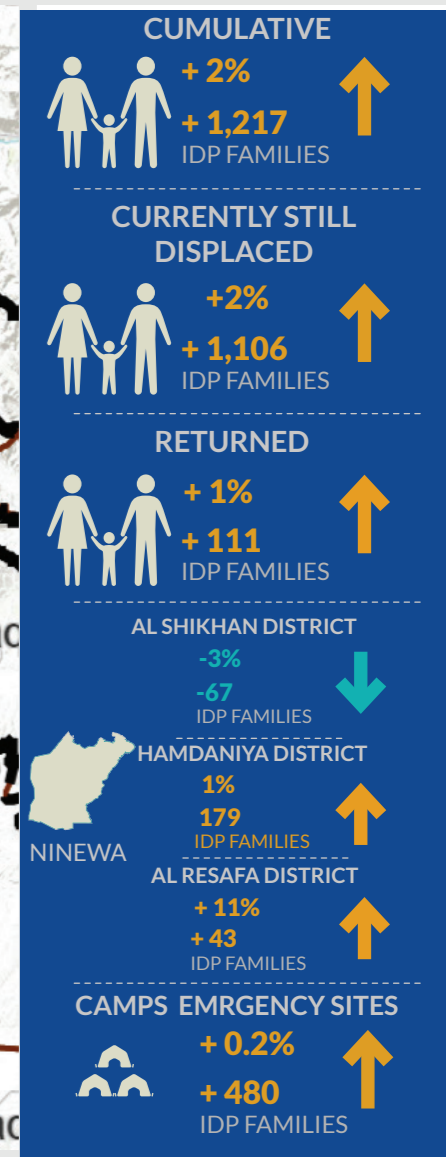 CUMULATIVE
+ 2%
+ 1,217
IDP FAMILIES
CURRENTLY STILL
DISPLACED
+2%
+ 1,106
IDP FAMILIES
RETURNED
+ 1%
+ 111
IDP FAMILIES
AL SHIKHAN DISTRICT
-3%
-67
IDP FAMILIES
HAMDANIYA DISTRICT
1%
179
IDP FAMILIES
NINEWA
AL RESAFA DISTRICT
+ 11%
+ 43
IDP FAMILIES
CAMPS EMRGENCY SITES
+ 0.2%
+ 480
IDP FAMILIES